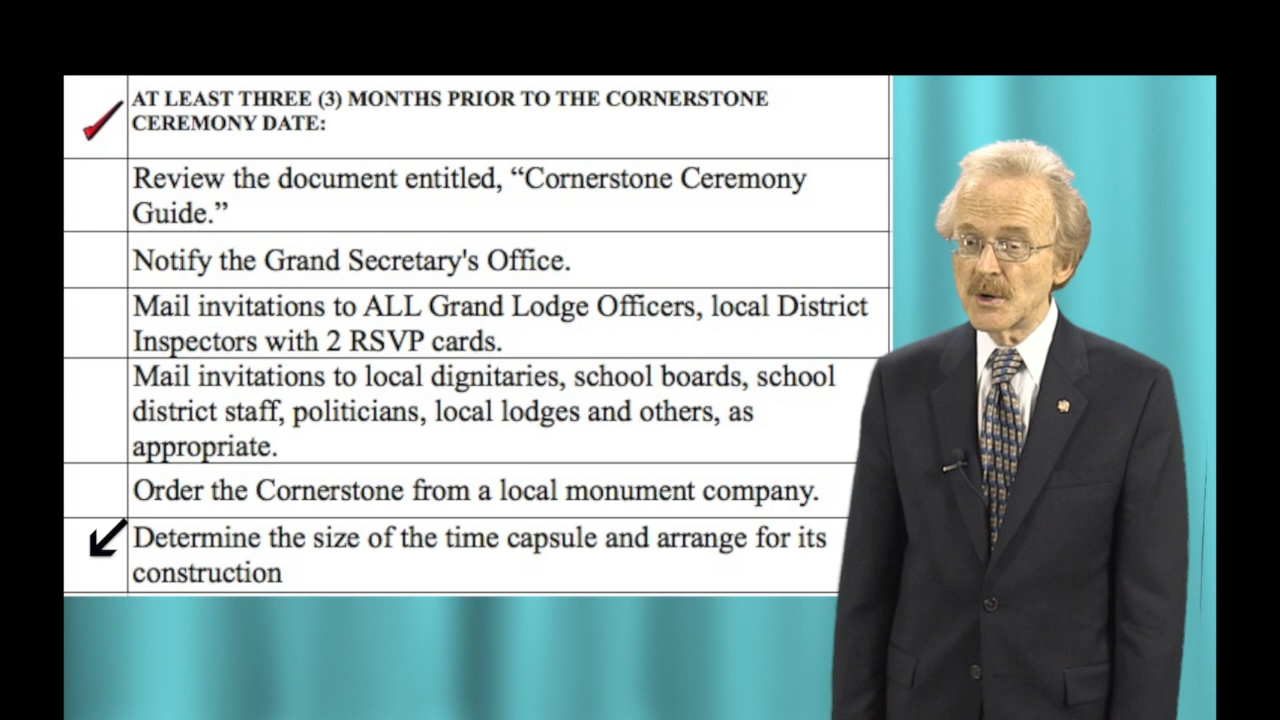 AT LEAST THREE (3) MONTHS PRIOR TO THE CORNERSTONE
CEREMONY DATE:
Review the document entitled, “Cornerstone Ceremony
Guide.”
Notify the Grand Secretary's Office.
Mail invitations to ALL Grand Lodge Officers, local District
Inspectors with 2 RSVP cards.
Mail invitations to local dignitaries, school boards, school
district staff, politicians, local lodges and others, as
appropriate.
Order the Cornerstone from a local monument company.
Determine the size of the time capsule and arrange for its
construction